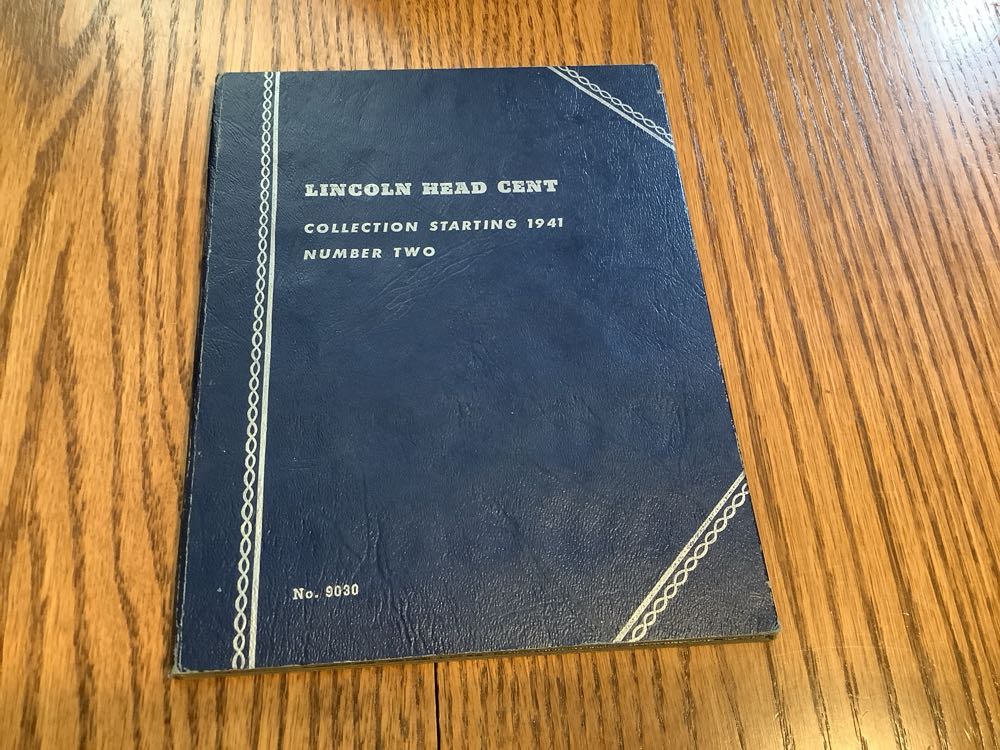 LINCOLN HEAD CENT
COLLECTION STARTING 1941
NUMBER TWO
No. 9030